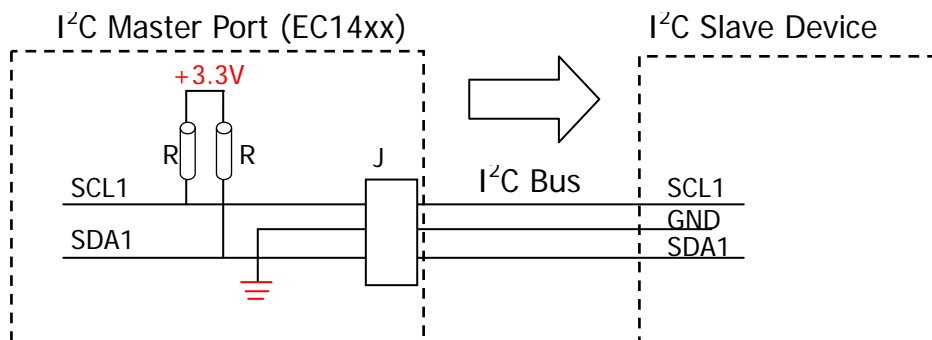 I²C Master Port (EC14xx)
I²C Slave Device
+3.3V
R
R
J
SCL1
I²C Bus
SCL1
GND
SDA1
SDA1